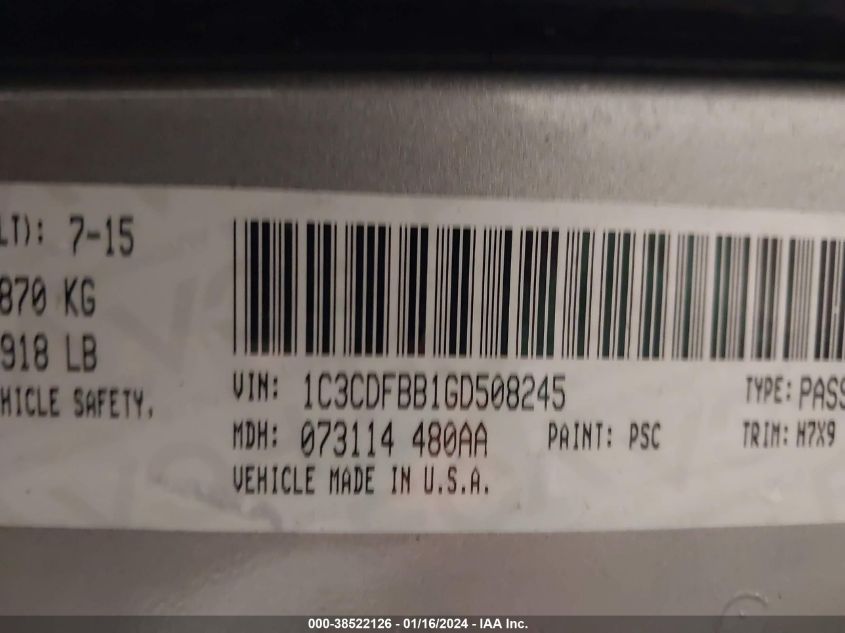 LT): 7-15
870 KG
918 LB
HICLE SAFETY,
VIN: 1C3CDFBB1GD508245 TYPE: PASS
MDH: 073114 480AA PAINT: PSC TRIM: H7X9
VEHICLE MADE IN U.S.A.
000-38522126 - 01/16/2024 - IAA Inc.